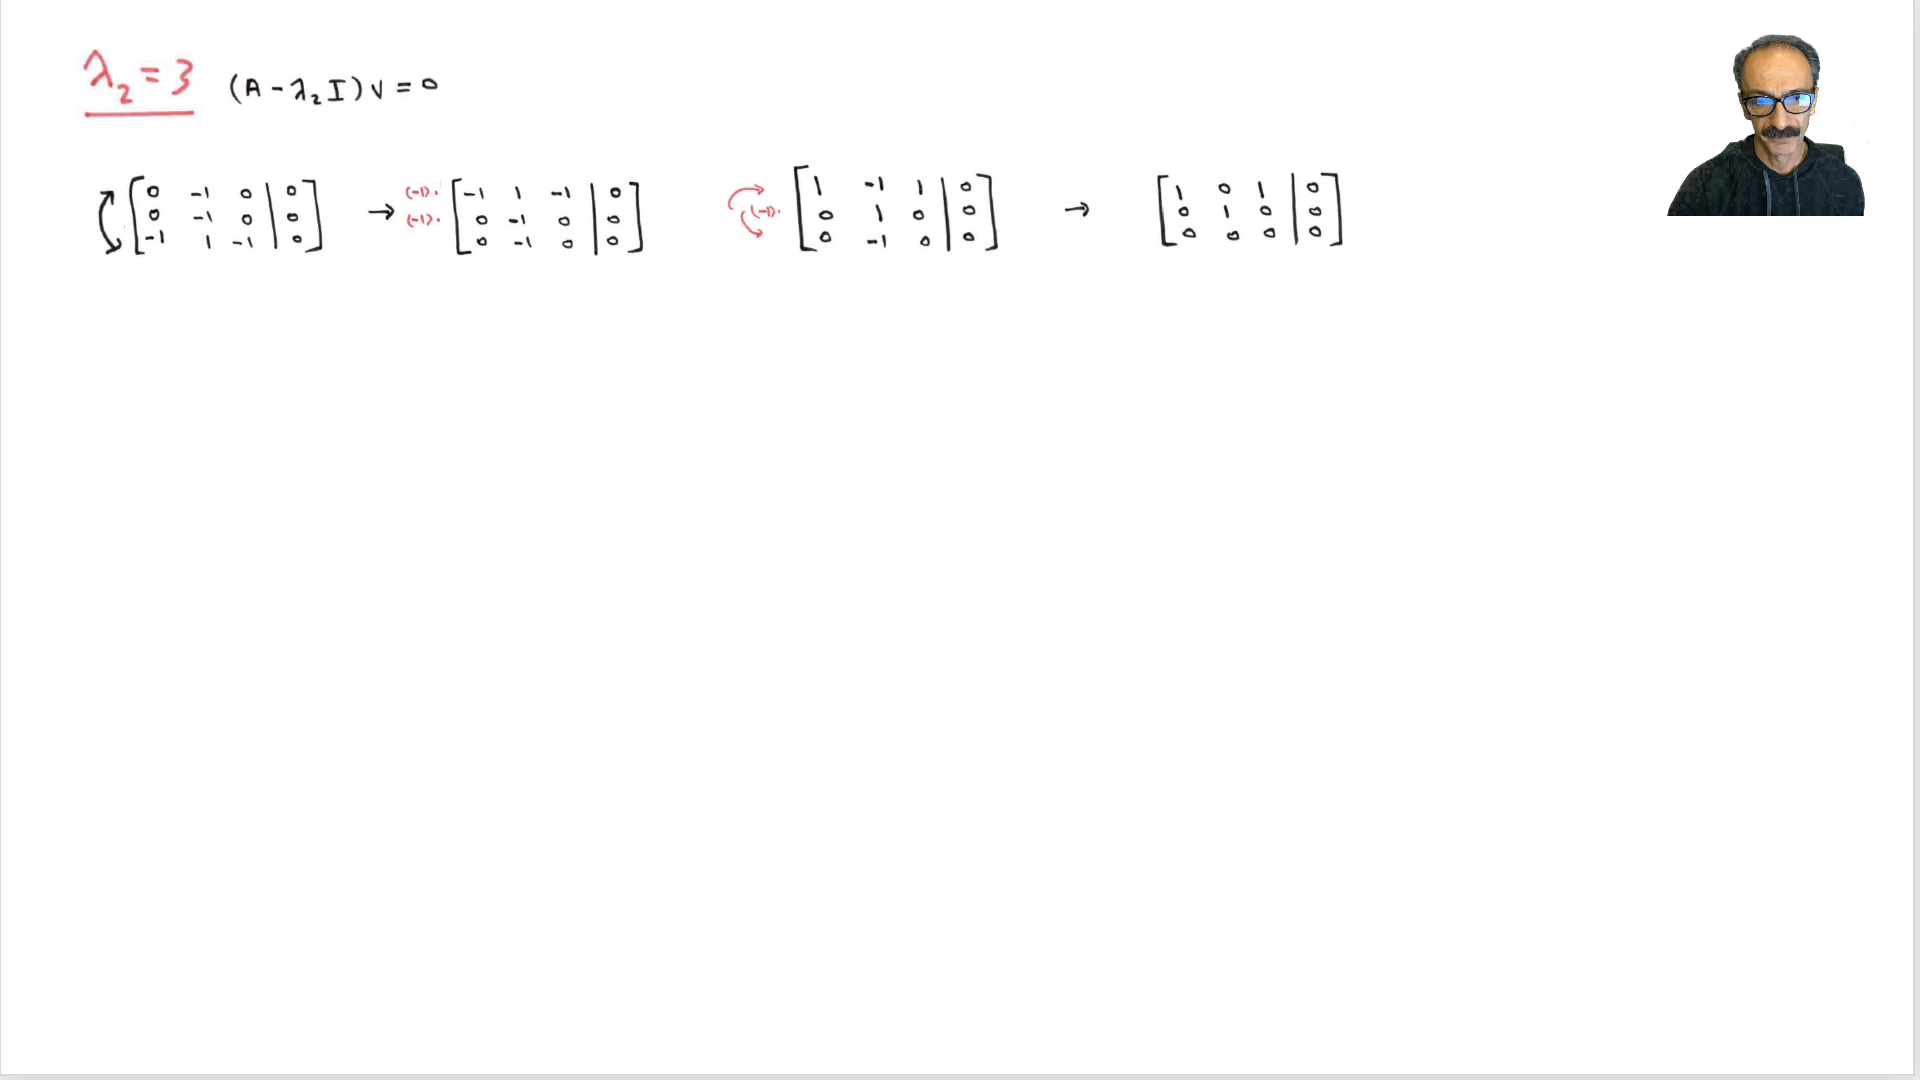 λ₂ = 3 (A - λ₂ I) v = 0
[0 -1 0 | 0] → (-1)· [-1 1 -1 | 0] [1 -1 1 | 0] → [1 0 1 | 0]
[0 -1 0 | 0] (-1)· [0 -1 0 | 0] (-1)· [0 1 0 | 0] [0 1 0 | 0]
[-1 1 -1 | 0] [0 -1 0 | 0] [0 -1 0 | 0] [0 0 0 | 0]